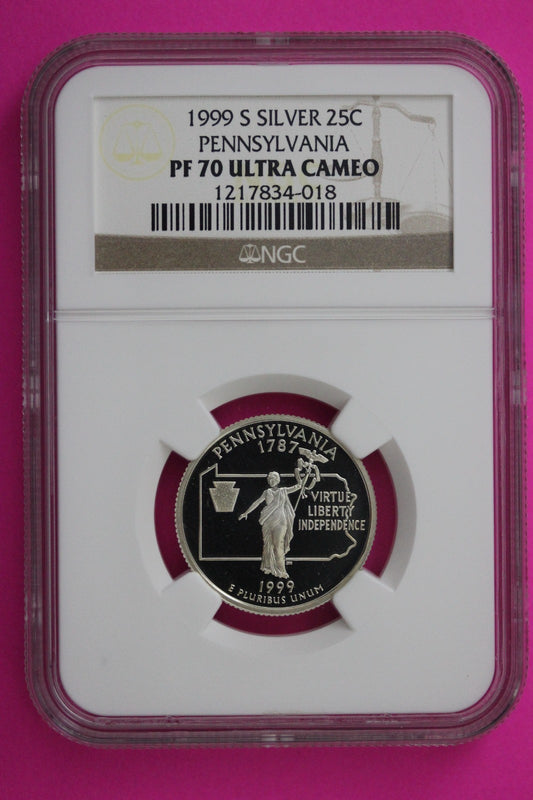 1999 S SILVER 25C
PENNSYLVANIA
PF 70 ULTRA CAMEO
1217834-018
NGC
PENNSYLVANIA
1787
VIRTUE
LIBERTY
INDEPENDENCE
1999
E PLURIBUS UNUM